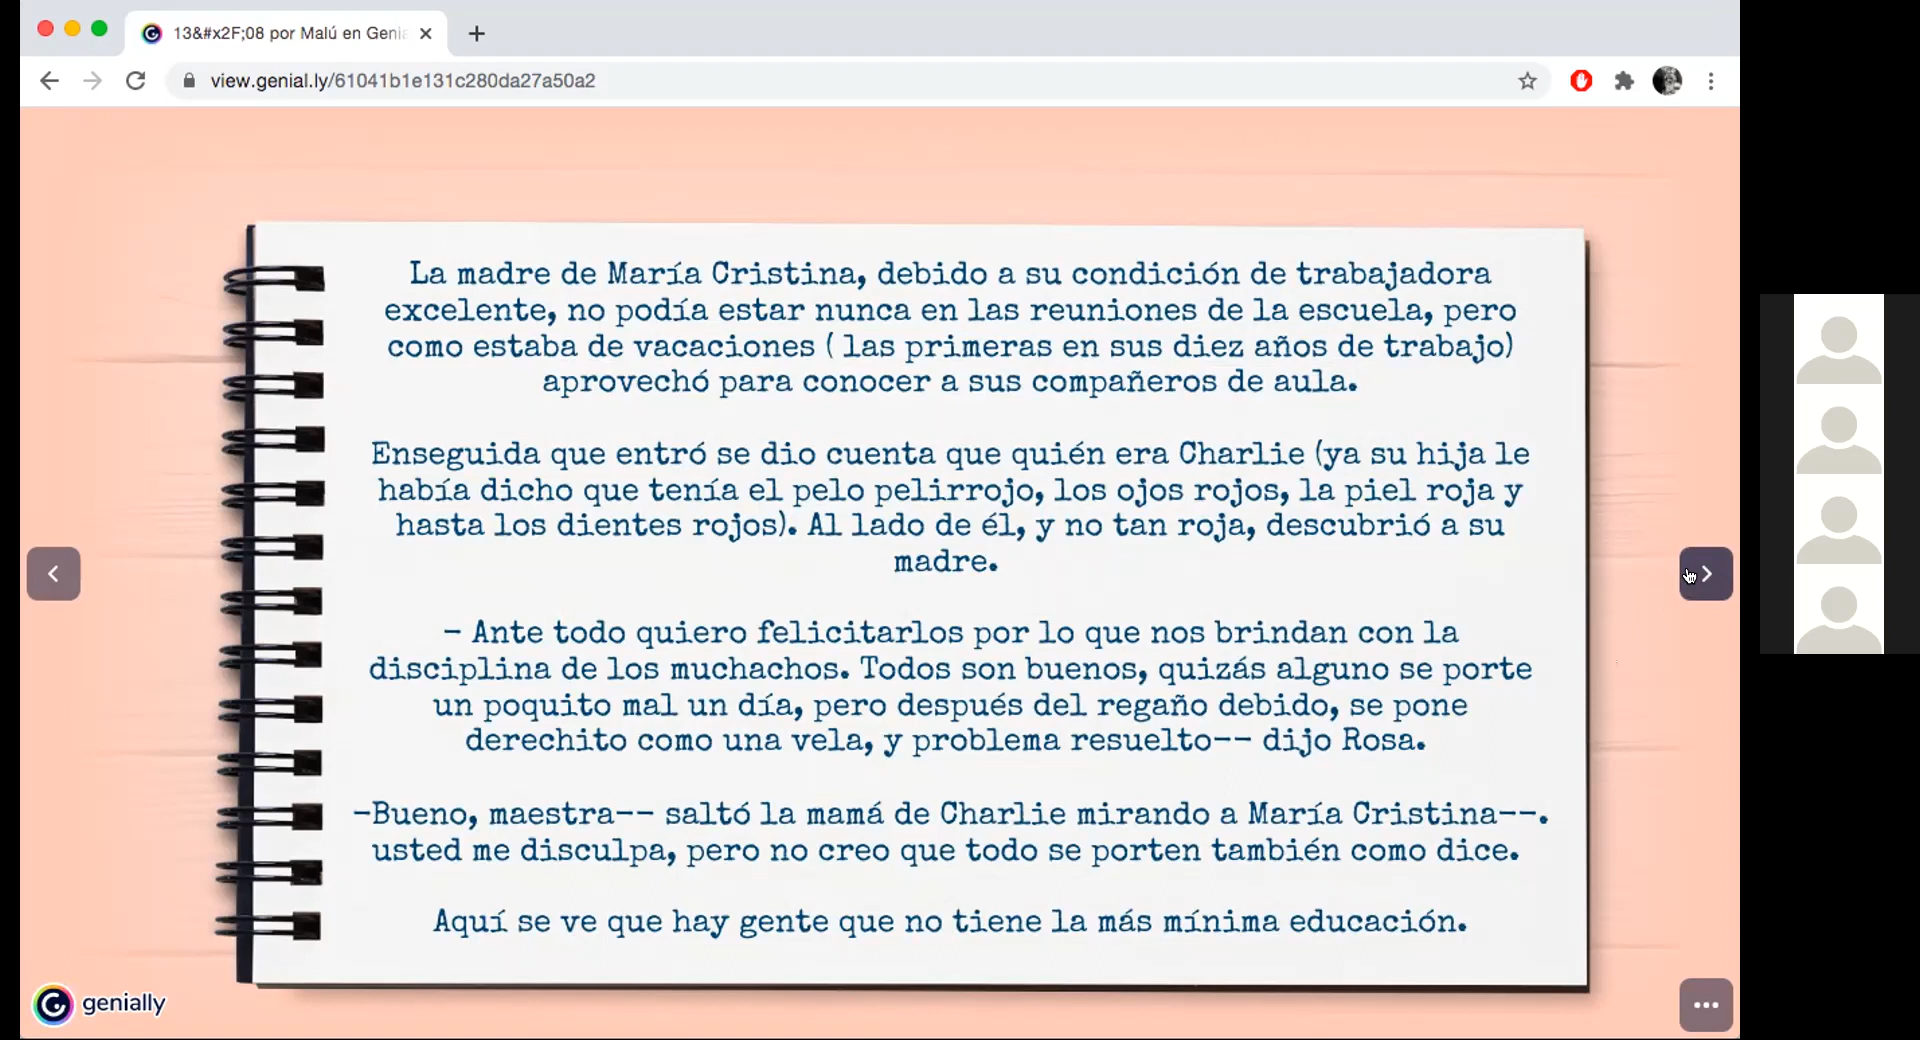 13&#x2F;08 por Malú en Genia
view.genial.ly/61041b1e131c280da27a50a2
La madre de María Cristina, debido a su condición de trabajadora
excelente, no podía estar nunca en las reuniones de la escuela, pero
como estaba de vacaciones ( las primeras en sus diez años de trabajo)
aprovechó para conocer a sus compañeros de aula.
Enseguida que entró se dio cuenta que quién era Charlie (ya su hija le
había dicho que tenía el pelo pelirrojo, los ojos rojos, la piel roja y
hasta los dientes rojos). Al lado de él, y no tan roja, descubrió a su
madre.
- Ante todo quiero felicitarlos por lo que nos brindan con la
disciplina de los muchachos. Todos son buenos, quizás alguno se porte
un poquito mal un día, pero después del regaño debido, se pone
derechito como una vela, y problema resuelto-- dijo Rosa.
-Bueno, maestra-- saltó la mamá de Charlie mirando a María Cristina--.
usted me disculpa, pero no creo que todo se porten también como dice.
Aquí se ve que hay gente que no tiene la más mínima educación.
genially